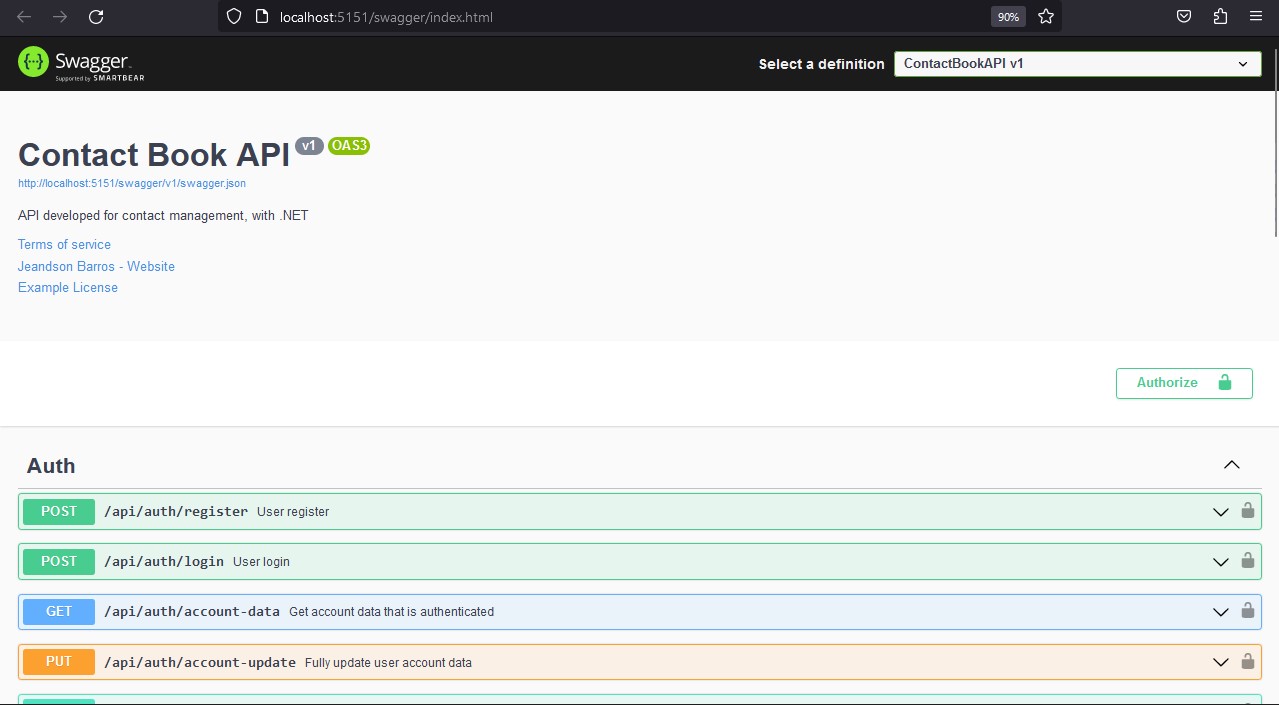 localhost:5151/swagger/index.html
90%
{...} Swagger
Supported by SMARTBEAR
Select a definition
ContactBookAPI v1
Contact Book API v1 OAS3
http://localhost:5151/swagger/v1/swagger.json
API developed for contact management, with .NET
Terms of service
Jeandson Barros - Website
Example License
Authorize
Auth
POST /api/auth/register User register
POST /api/auth/login User login
GET /api/auth/account-data Get account data that is authenticated
PUT /api/auth/account-update Fully update user account data